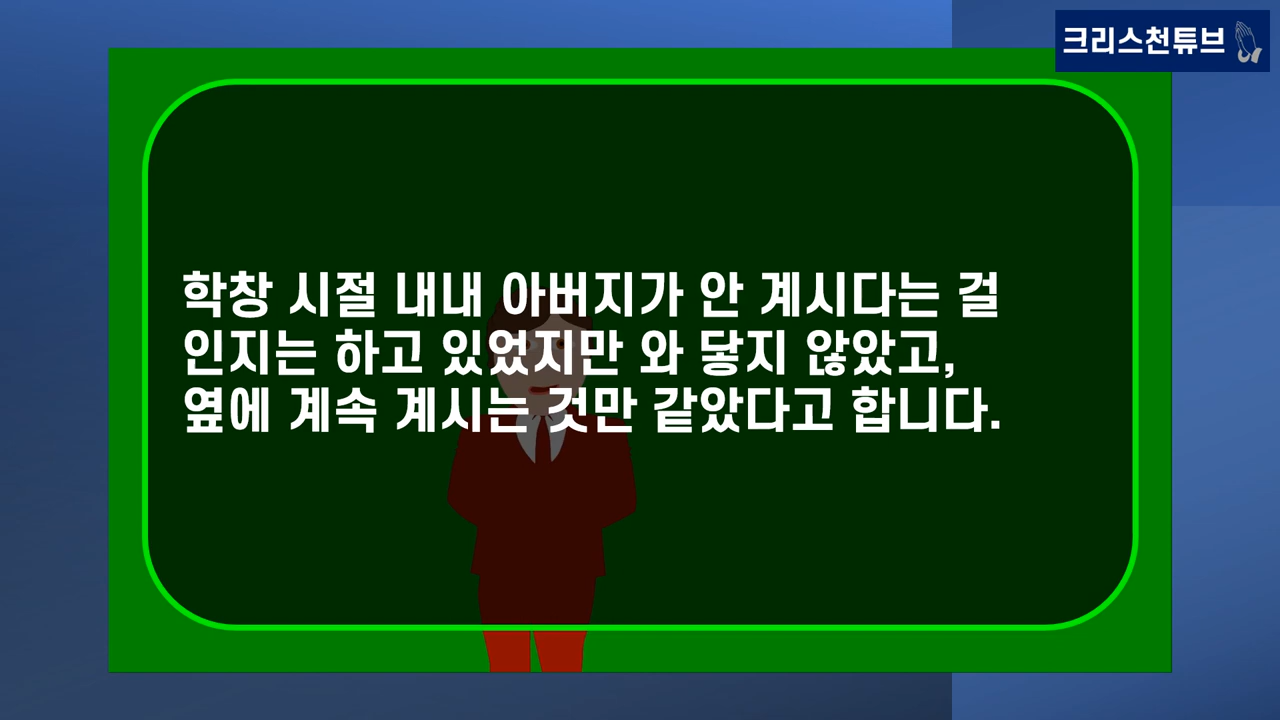 크리스천튜브
학창 시절 내내 아버지가 안 계시다는 걸
인지는 하고 있었지만 와 닿지 않았고,
옆에 계속 계시는 것만 같았다고 합니다.